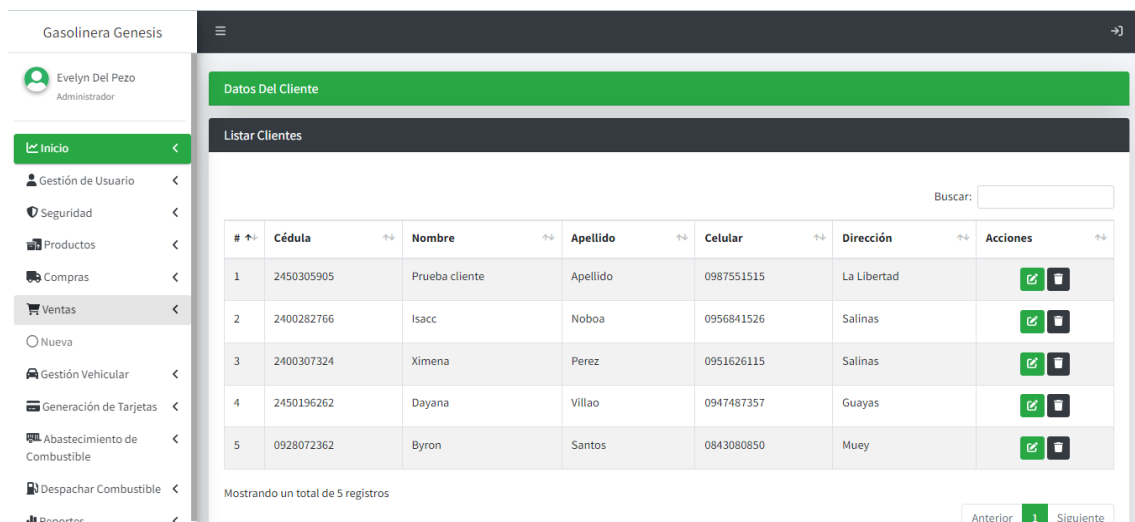 Gasolinera Genesis
Evelyn Del Pezo
Administrador
Inicio
Gestión de Usuario
Seguridad
Productos
Compras
Ventas
Nueva
Gestión Vehicular
Generación de Tarjetas
Abastecimiento de
Combustible
Despachar Combustible
Reportes
Datos Del Cliente
Listar Clientes
Buscar:
# Cédula Nombre Apellido Celular Dirección Acciones
1 2450305905 Prueba cliente Apellido 0987551515 La Libertad
2 2400282766 Isacc Noboa 0956841526 Salinas
3 2400307324 Ximena Perez 0951626115 Salinas
4 2450196262 Dayana Villao 0947487357 Guayas
5 0928072362 Byron Santos 0843080850 Muey
Mostrando un total de 5 registros
Anterior 1 Siguiente